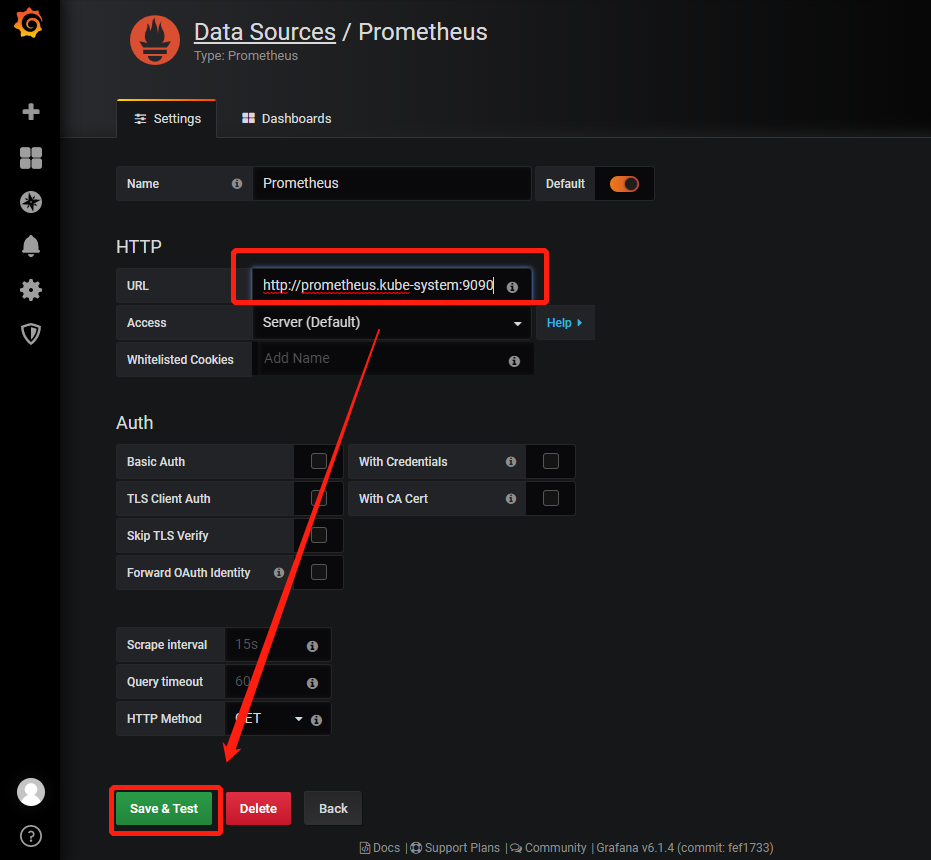 Data Sources / Prometheus
Type: Prometheus
Settings Dashboards
Name Prometheus Default
HTTP
URL http://prometheus.kube-system:9090
Access Server (Default) Help
Whitelisted Cookies Add Name
Auth
Basic Auth With Credentials
TLS Client Auth With CA Cert
Skip TLS Verify
Forward OAuth Identity
Scrape interval 15s
Query timeout 60
HTTP Method GET
Save & Test Delete Back
Docs | Support Plans | Community | Grafana v6.1.4 (commit: fef1733)